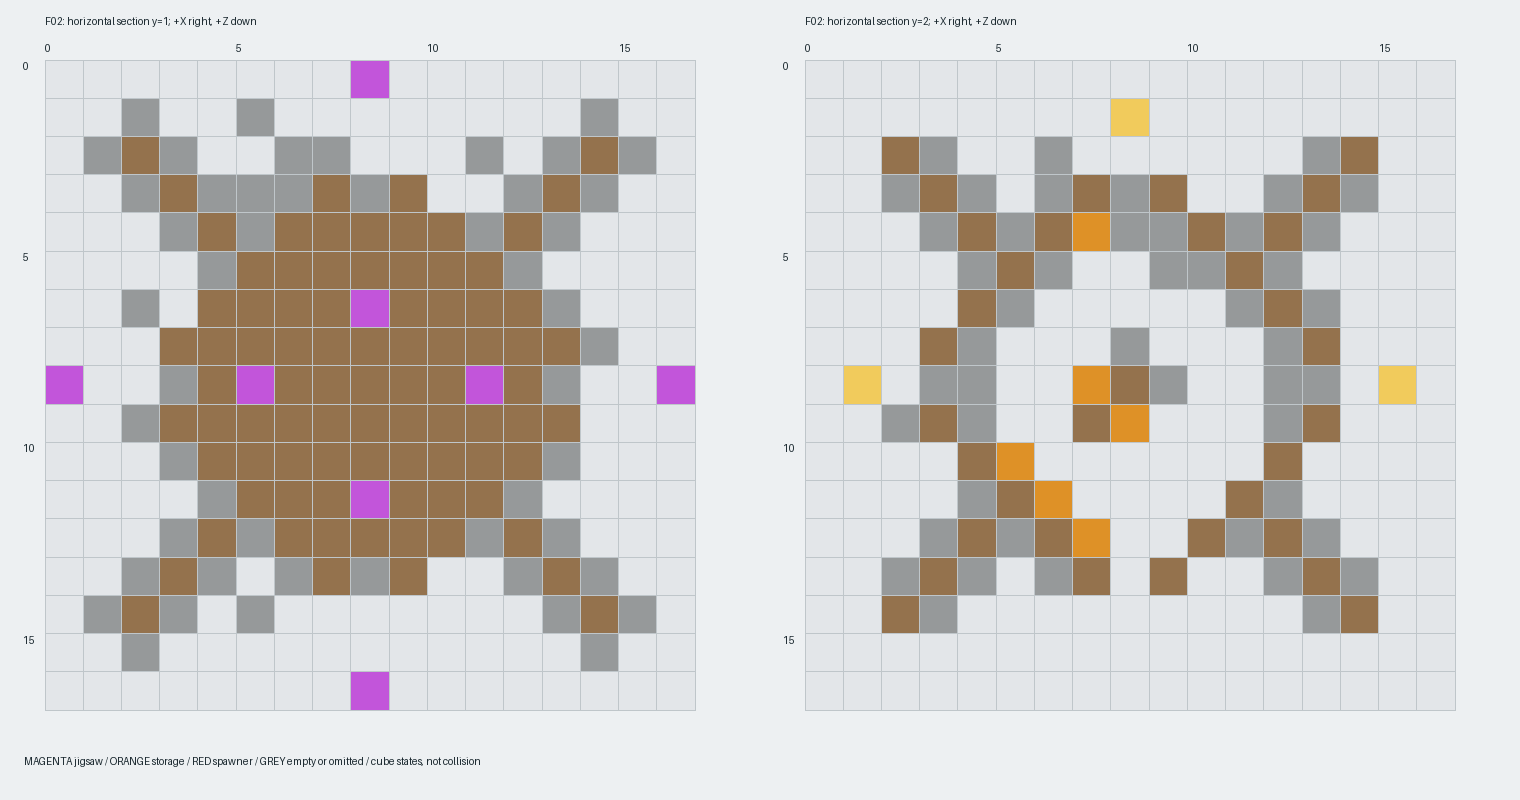 F02: horizontal section y=1; +X right, +Z down
F02: horizontal section y=2; +X right, +Z down
0 5 10 15
0 5 10 15
0
0
5
5
10
10
15
15
MAGENTA jigsaw / ORANGE storage / RED spawner / GREY empty or omitted / cube states, not collision